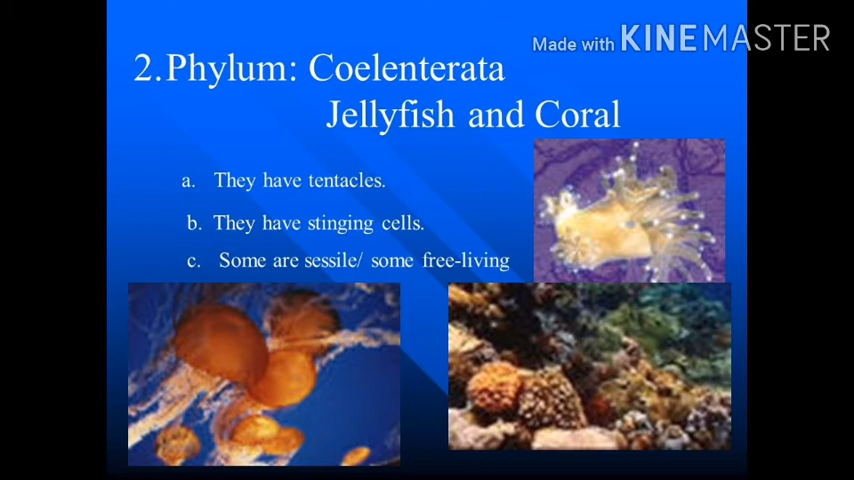 Made with KINEMASTER
2.Phylum: Coelenterata
Jellyfish and Coral
a. They have tentacles.
b. They have stinging cells.
c. Some are sessile/ some free-living